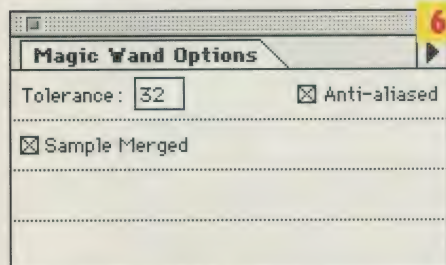 6
Magic Wand Options
Tolerance: 32 Anti-aliased
Sample Merged